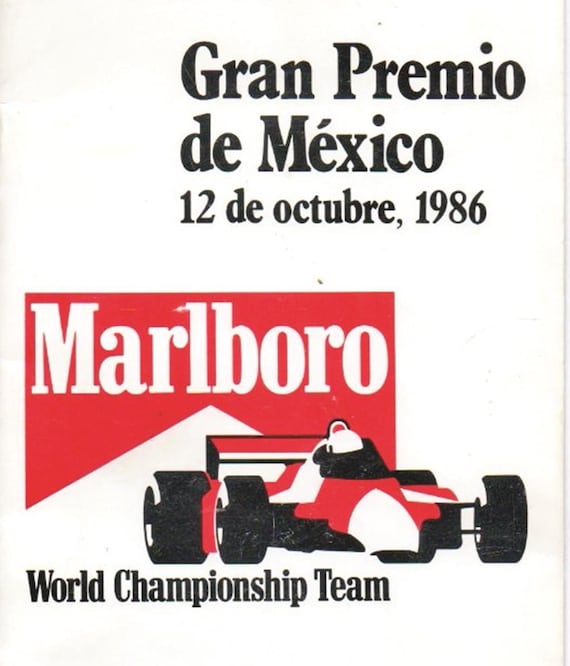 Gran Premio
de México
12 de octubre, 1986
Marlboro
World Championship Team